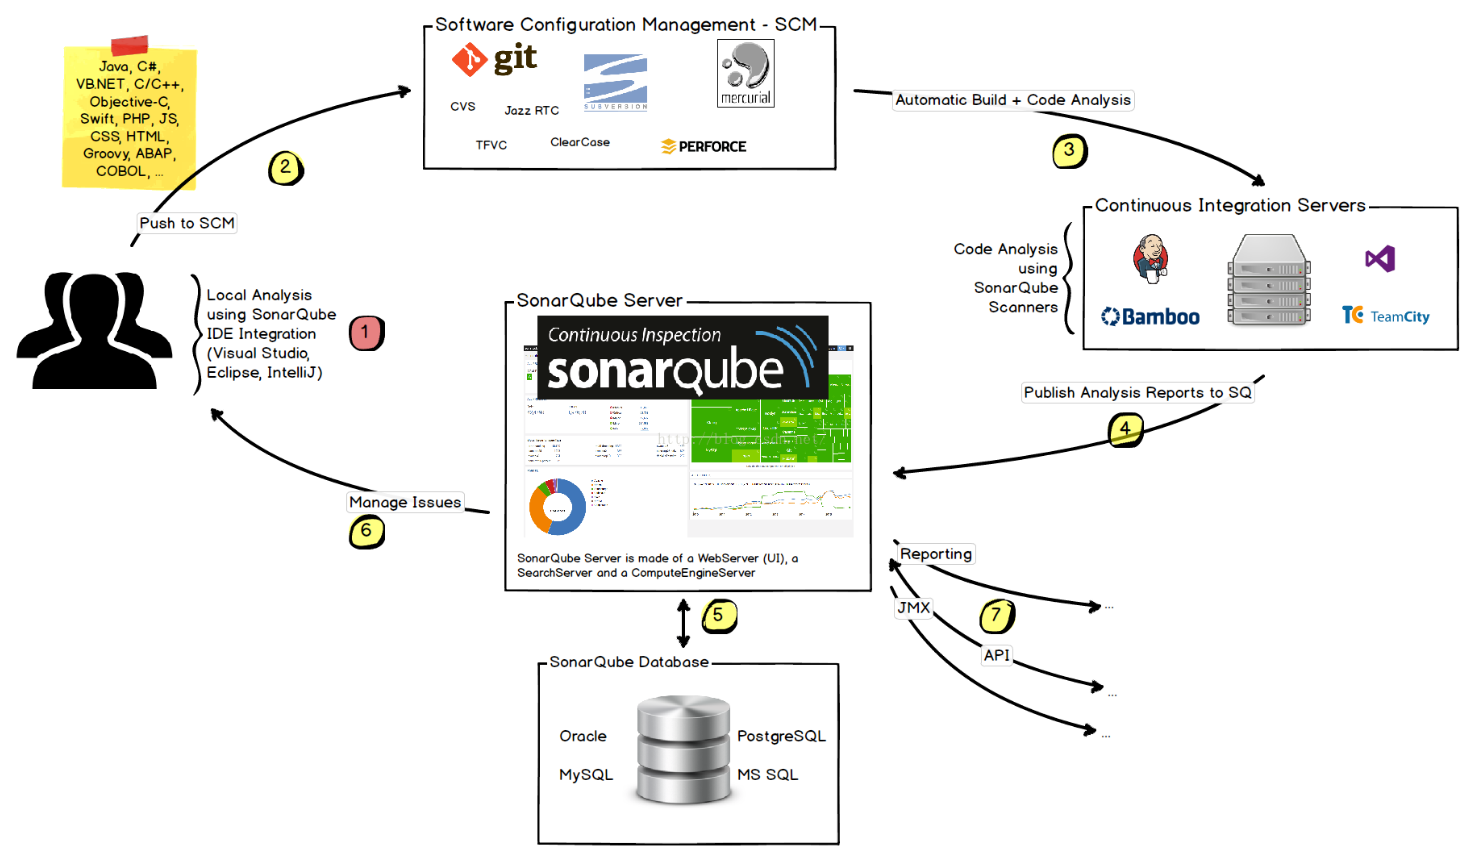 Software Configuration Management - SCM
git
SUBVERSION
mercurial
CVS
Jazz RTC
TFVC
ClearCase
PERFORCE
Java, C#,
VB.NET, C/C++,
Objective-C,
Swift, PHP, JS,
CSS, HTML,
Groovy, ABAP,
COBOL, ...
2
Push to SCM
Automatic Build + Code Analysis
3
Continuous Integration Servers
Code Analysis
using
SonarQube
Scanners
Bamboo
TeamCity
Local Analysis
using SonarQube
IDE Integration
(Visual Studio,
Eclipse, IntelliJ)
1
SonarQube Server
Continuous Inspection
sonarqube
SonarQube Server is made of a WebServer (UI), a
SearchServer and a ComputeEngineServer
Publish Analysis Reports to SQ
4
Manage Issues
6
Reporting
...
JMX
7
API
...
...
5
SonarQube Database
Oracle
PostgreSQL
MySQL
MS SQL